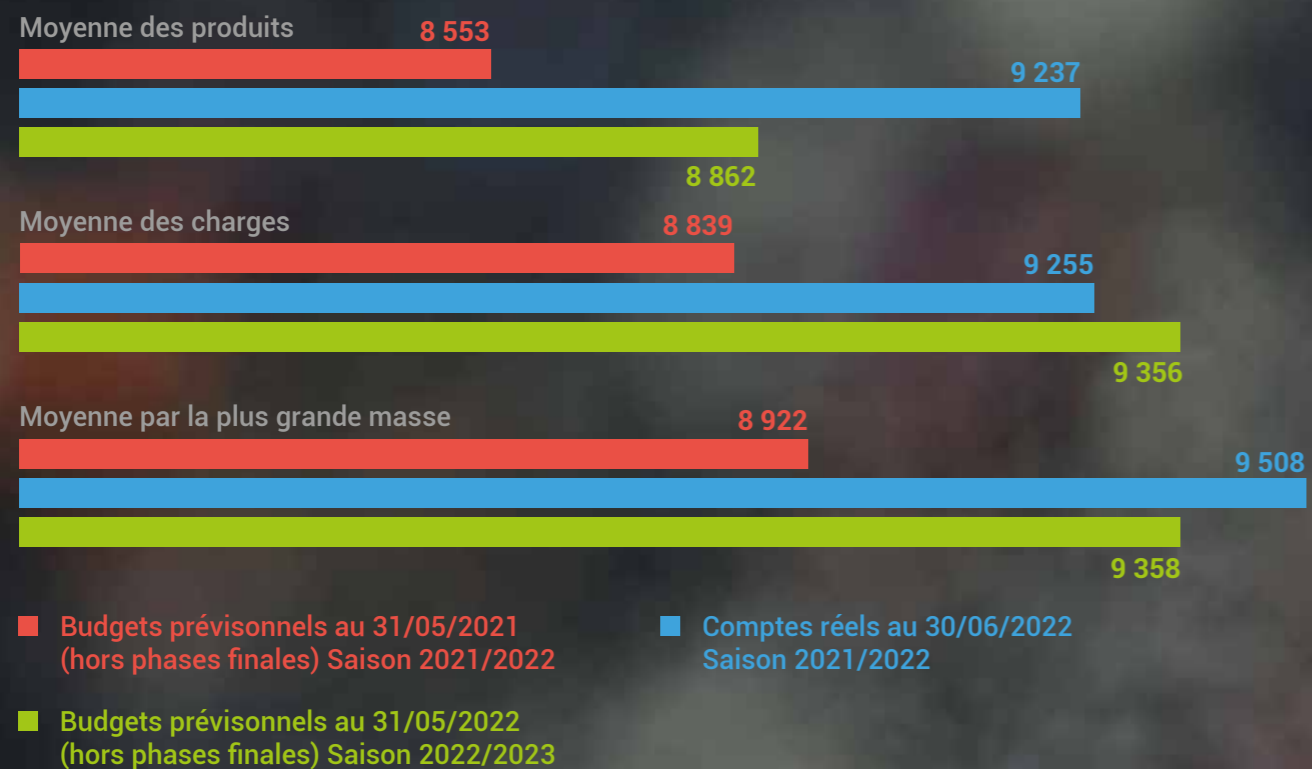 Moyenne des produits
8 553
9 237
8 862
Moyenne des charges
8 839
9 255
9 356
Moyenne par la plus grande masse
8 922
9 508
9 358
Budgets prévisonnels au 31/05/2021
(hors phases finales) Saison 2021/2022
Comptes réels au 30/06/2022
Saison 2021/2022
Budgets prévisonnels au 31/05/2022
(hors phases finales) Saison 2022/2023